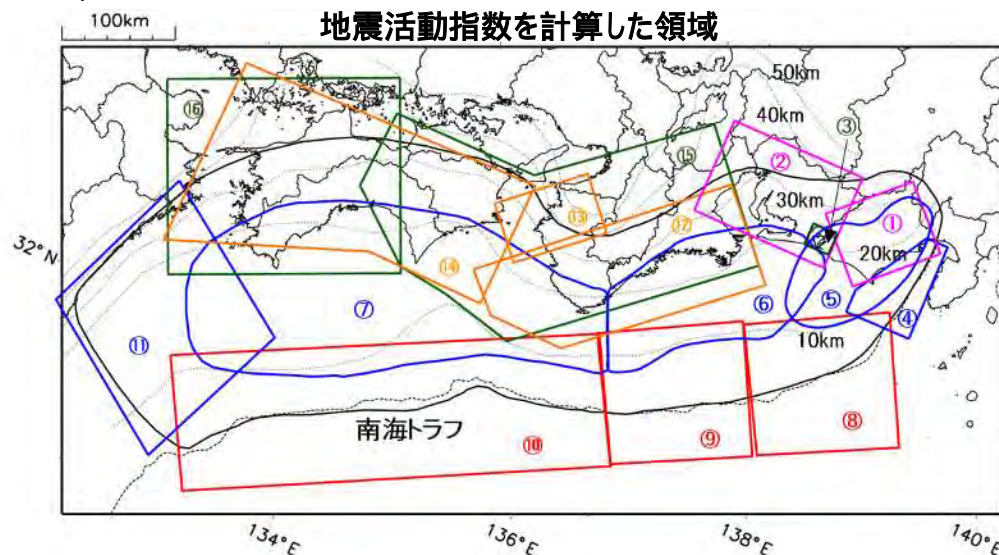 地震活動指数を計算した領域
100km
50km
40km
③
⑯
②
⑮
30km
⑬
⑰
①
20km
32°N
⑭
⑦
⑥
⑤
④
⑪
10km
南海トラフ
⑩
⑨
⑧
134°E
136°E
138°E
140°E